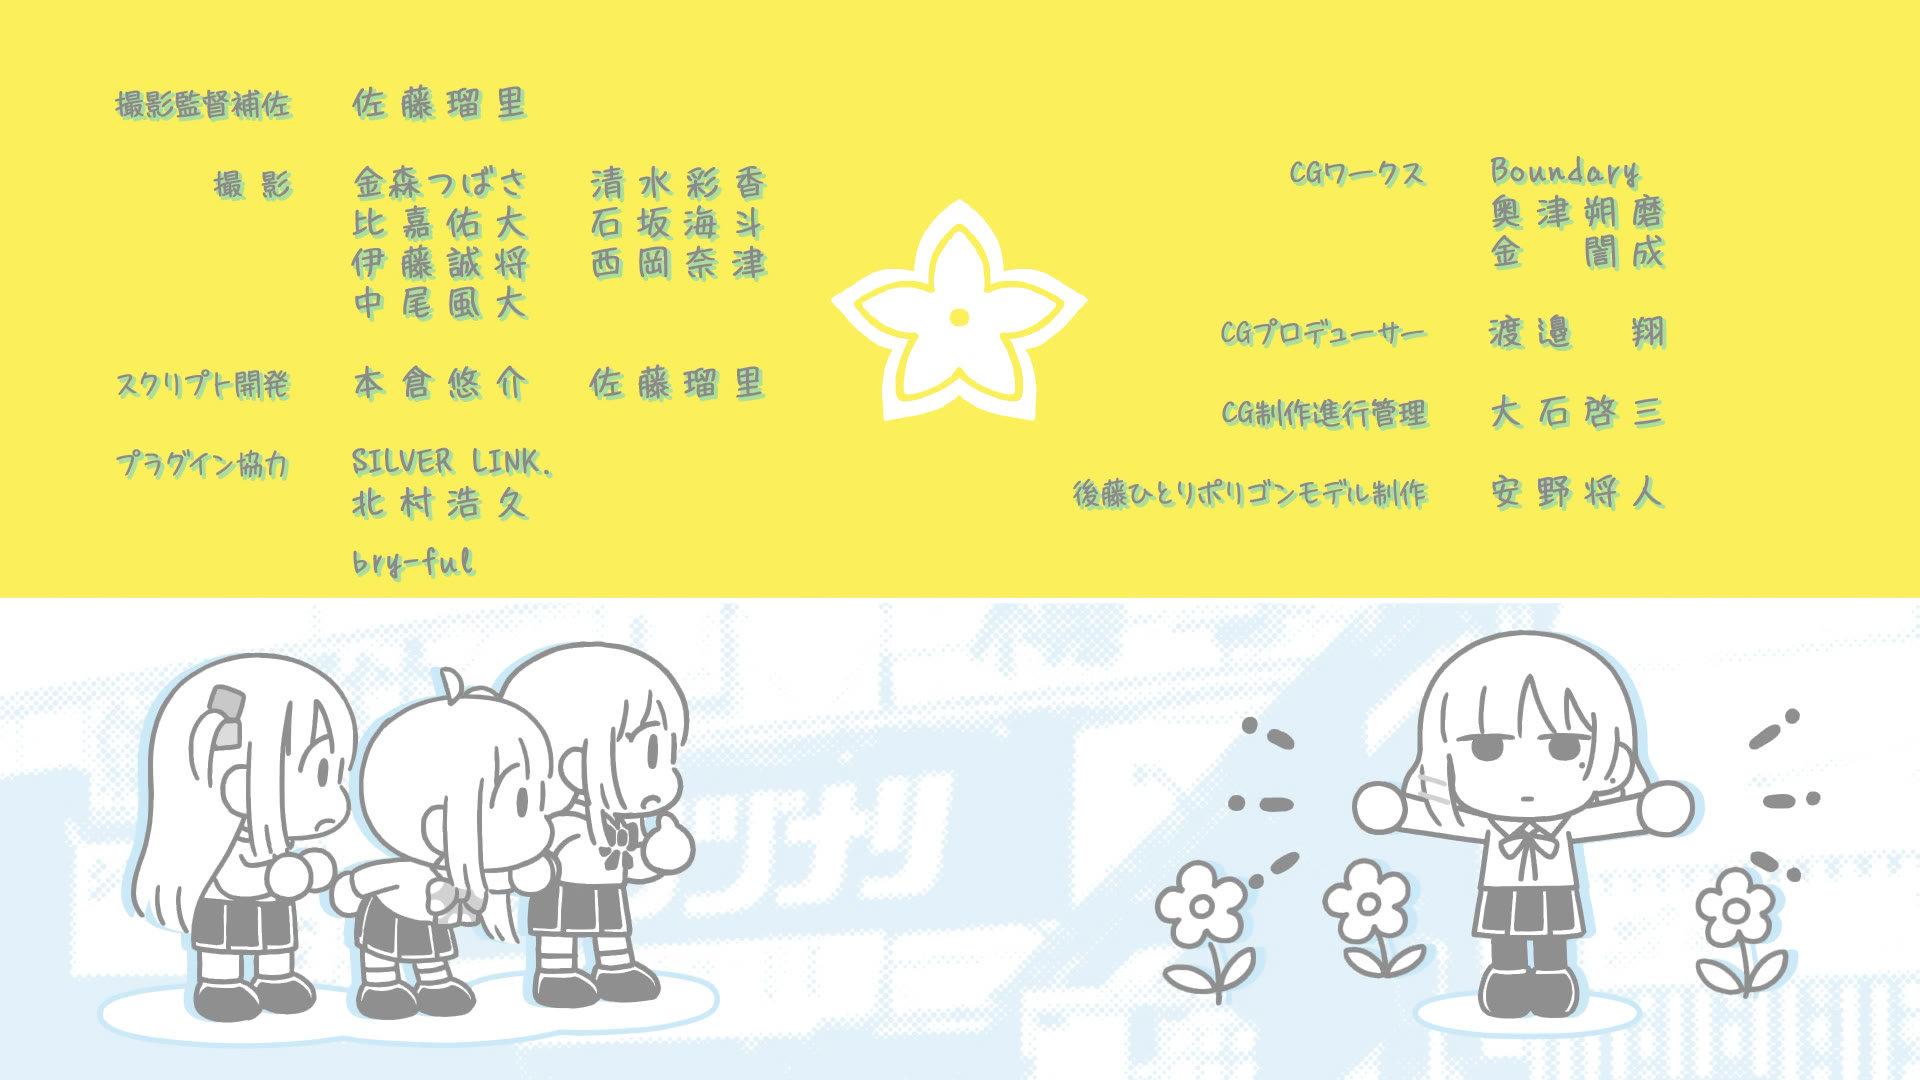 撮影監督補佐 佐藤瑠里
撮影 金森つばさ 清水彩香
比嘉佑大 石坂海斗
伊藤誠将 西岡奈津
中尾風大
スクリプト開発 本倉悠介 佐藤瑠里
プラグイン協力 SILVER LINK.
北村浩久
bry-ful
CGワークス Boundary
奥津朔磨
金 誾成
CGプロデューサー 渡邉 翔
CG制作進行管理 大石啓三
後藤ひとりポリゴンモデル制作 安野将人